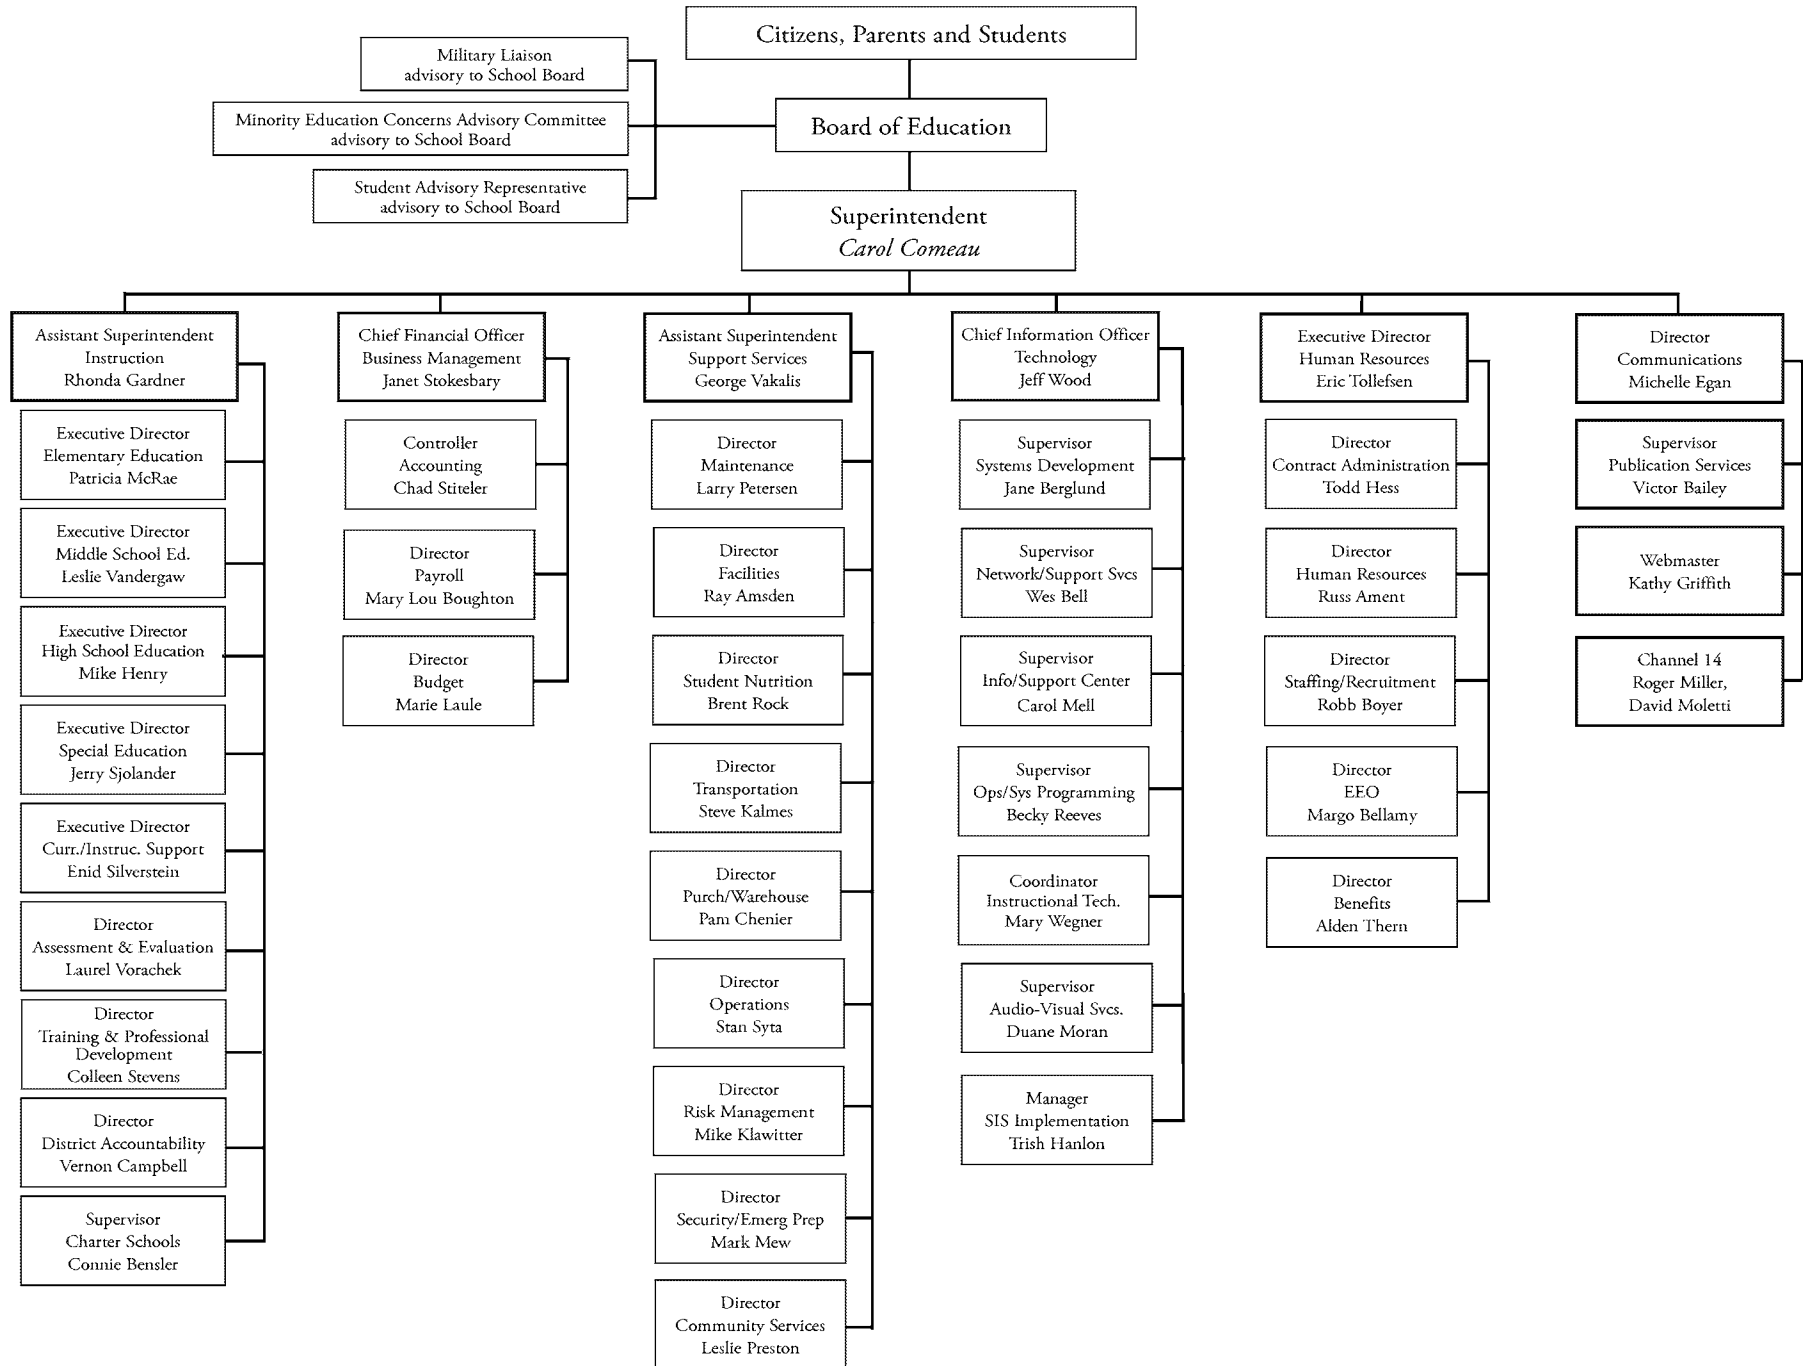 Citizens, Parents and Students
Military Liaison
advisory to School Board
Minority Education Concerns Advisory Committee
advisory to School Board
Board of Education
Student Advisory Representative
advisory to School Board
Superintendent
Carol Comeau
Assistant Superintendent
Instruction
Rhonda Gardner
Executive Director
Elementary Education
Patricia McRae
Executive Director
Middle School Ed.
Leslie Vandergaw
Executive Director
High School Education
Mike Henry
Executive Director
Special Education
Jerry Sjolander
Executive Director
Curr./Instruc. Support
Enid Silverstein
Director
Assessment & Evaluation
Laurel Vorachek
Director
Training & Professional
Development
Colleen Stevens
Director
District Accountability
Vernon Campbell
Supervisor
Charter Schools
Connie Bensler
Chief Financial Officer
Business Management
Janet Stokesbary
Controller
Accounting
Chad Stiteler
Director
Payroll
Mary Lou Boughton
Director
Budget
Marie Laule
Assistant Superintendent
Support Services
George Vakalis
Director
Maintenance
Larry Petersen
Director
Facilities
Ray Amsden
Director
Student Nutrition
Brent Rock
Director
Transportation
Steve Kalmes
Director
Purch/Warehouse
Pam Chenier
Director
Operations
Stan Syta
Director
Risk Management
Mike Klawitter
Director
Security/Emerg Prep
Mark Mew
Director
Community Services
Leslie Preston
Chief Information Officer
Technology
Jeff Wood
Supervisor
Systems Development
Jane Berglund
Supervisor
Network/Support Svcs
Wes Bell
Supervisor
Info/Support Center
Carol Mell
Supervisor
Ops/Sys Programming
Becky Reeves
Coordinator
Instructional Tech.
Mary Wegner
Supervisor
Audio-Visual Svcs.
Duane Moran
Manager
SIS Implementation
Trish Hanlon
Executive Director
Human Resources
Eric Tollefsen
Director
Contract Administration
Todd Hess
Director
Human Resources
Russ Ament
Director
Staffing/Recruitment
Robb Boyer
Director
EEO
Margo Bellamy
Director
Benefits
Alden Thern
Director
Communications
Michelle Egan
Supervisor
Publication Services
Victor Bailey
Webmaster
Kathy Griffith
Channel 14
Roger Miller,
David Moletti